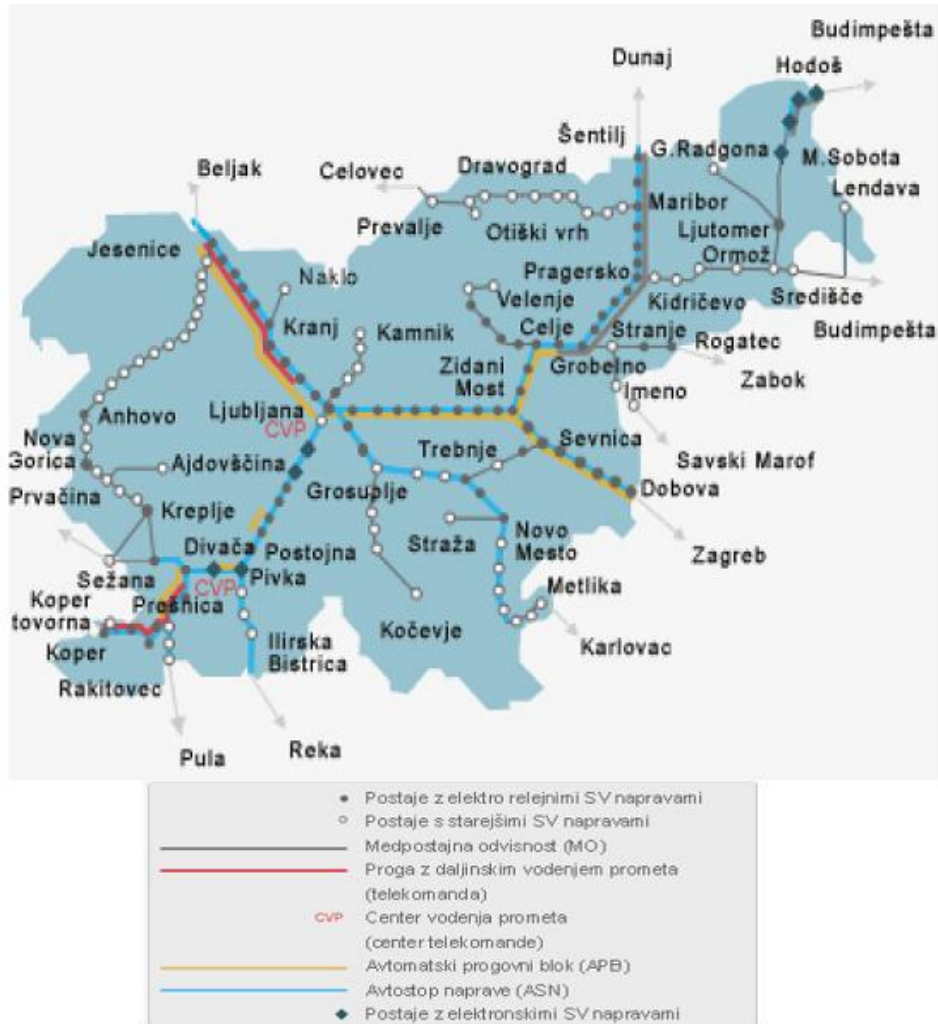 Budimpešta
Dunaj
Hodoš
Šentilj
G.Radgona
Beljak
Celovec
Dravograd
M.Sobota
Lendava
Prevalje
Otiški vrh
Maribor
Ljutomer
Jesenice
Naklo
Pragersko
Ormož
Velenje
Kidričevo
Središče
Kranj
Kamnik
Celje
Stranje
Budimpešta
Zidani
Most
Grobelno
Rogatec
Ljubljana
CVP
Imeno
Zabok
Anhovo
Nova
Gorica
Trebnje
Sevnica
Ajdovščina
Grosuplje
Savski Marof
Prvačina
Dobova
Kreplje
Straža
Novo
Mesto
Divača
Postojna
Zagreb
Pivka
CVP
Sežana
Prešnica
Metlika
Koper
tovorna
Koper
Kočevje
Karlovac
Ilirska
Bistrica
Rakitovec
Pula
Reka
Postaje z elektro relejnimi SV napravami
Postaje s starejšimi SV napravami
Medpostajna odvisnost (MO)
Proga z daljinskim vodenjem prometa
(telekomanda)
CVP Center vodenja prometa
(center telekomande)
Avtomatski progovni blok (APB)
Avtostop naprave (ASN)
Postaje z elektronskimi SV napravami